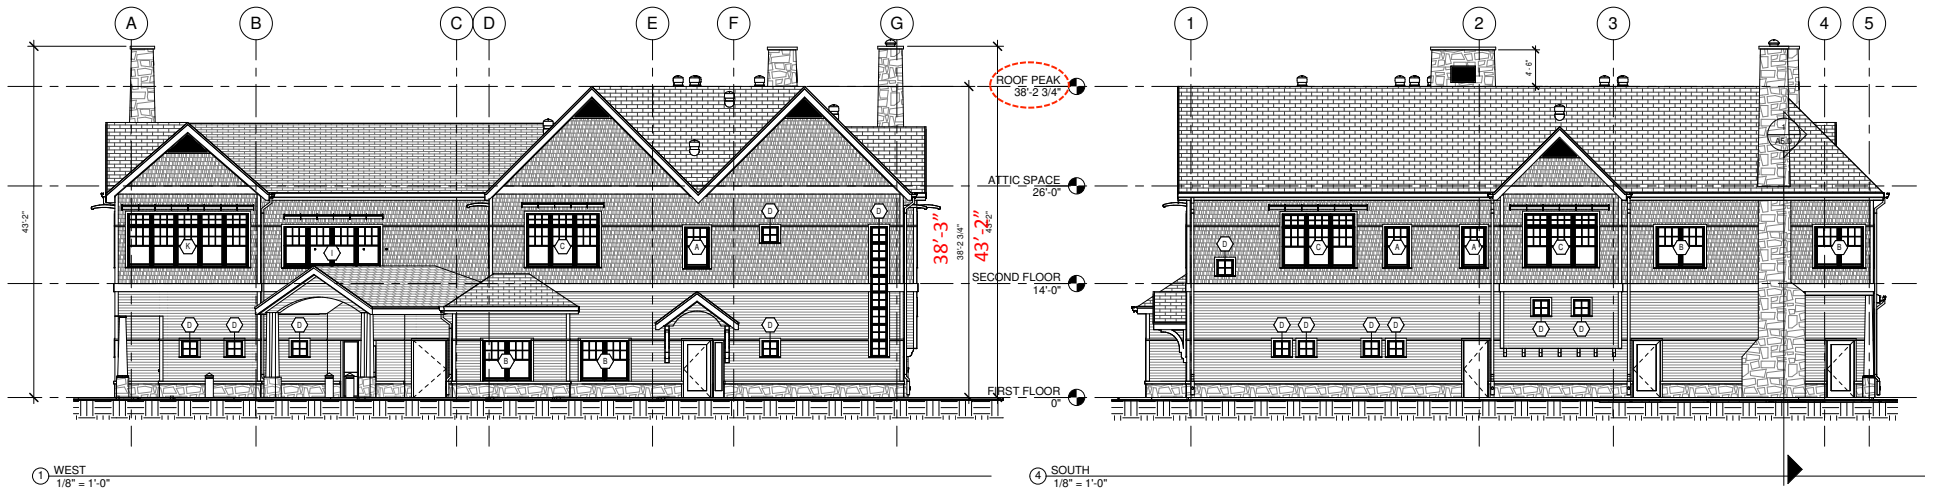 A B C D E F G
1 2 3 4 5
ROOF PEAK
38'-2 3/4"
4'-6"
ATTIC SPACE
26'-0"
43'-2"
38'-3"
38'-2 3/4"
43'-2"
43'-2"
SECOND FLOOR
14'-0"
FIRST FLOOR
0"
K
I
C
A
D
D
D
D
D
B
B
D
D
C
A
A
C
B
B
D
D
D
D
D
D
1 WEST
1/8" = 1'-0"
4 SOUTH
1/8" = 1'-0"